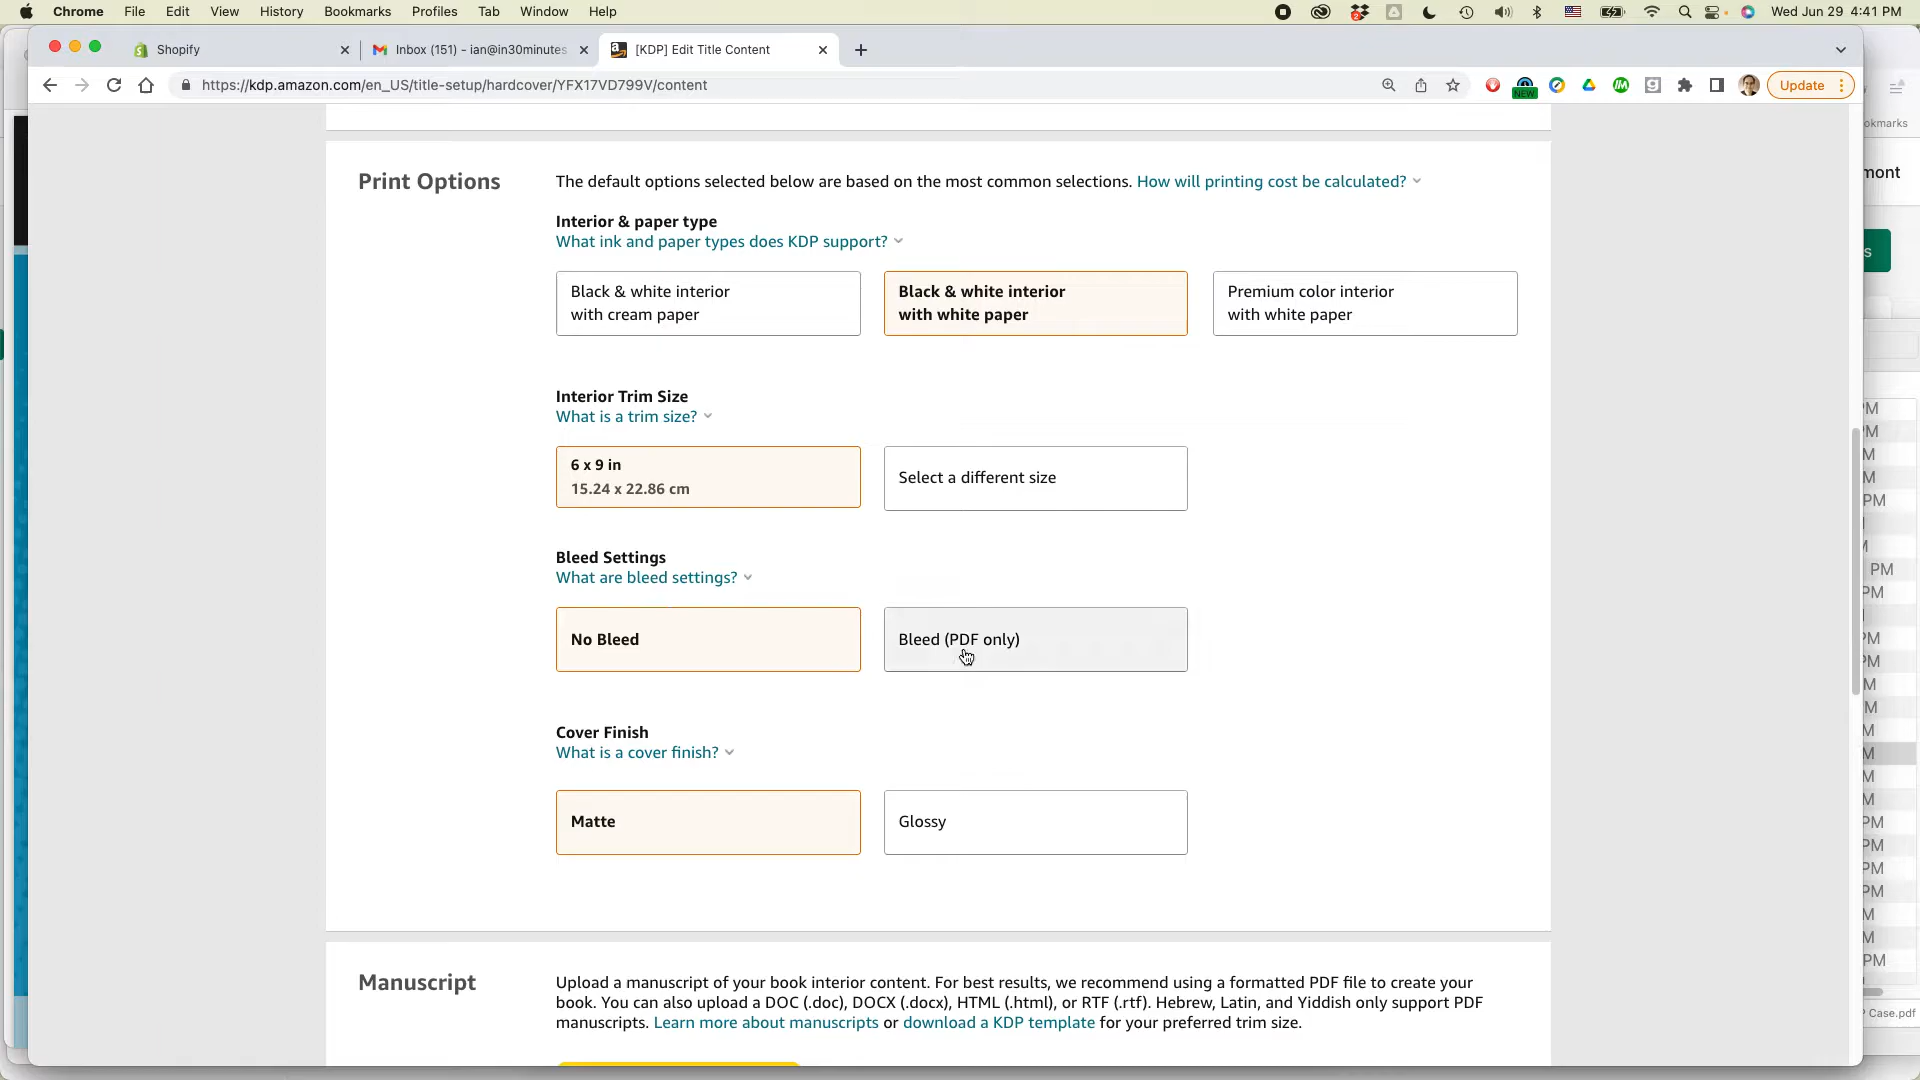 Chrome File Edit View History Bookmarks Profiles Tab Window Help
Wed Jun 29 4:41 PM
Shopify
Inbox (151) - ian@in30minutes
[KDP] Edit Title Content
https://kdp.amazon.com/en_US/title-setup/hardcover/YFX17VD799V/content
NEW
Update
okmarks
mont
s
Print Options
The default options selected below are based on the most common selections. How will printing cost be calculated?
Interior & paper type
What ink and paper types does KDP support?
Black & white interior
with cream paper
Black & white interior
with white paper
Premium color interior
with white paper
Interior Trim Size
What is a trim size?
6 x 9 in
15.24 x 22.86 cm
Select a different size
Bleed Settings
What are bleed settings?
No Bleed
Bleed (PDF only)
Cover Finish
What is a cover finish?
Matte
Glossy
Manuscript
Upload a manuscript of your book interior content. For best results, we recommend using a formatted PDF file to create your
book. You can also upload a DOC (.doc), DOCX (.docx), HTML (.html), or RTF (.rtf). Hebrew, Latin, and Yiddish only support PDF
manuscripts. Learn more about manuscripts or download a KDP template for your preferred trim size.
Case.pdf